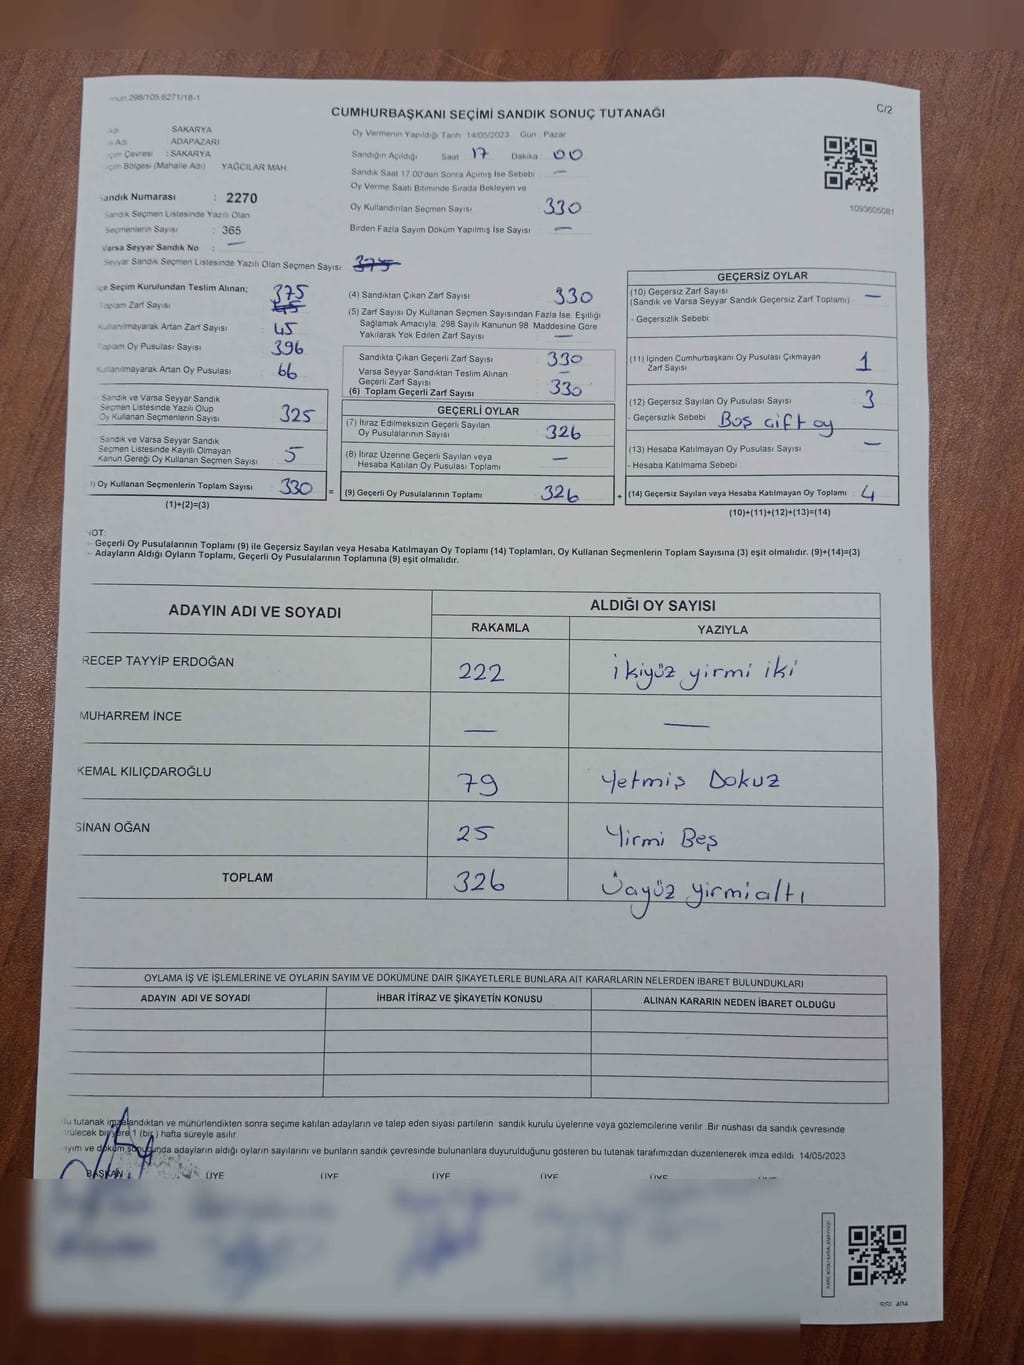 298/105,6271/18-1
CUMHURBAŞKANI SEÇİMİ SANDIK SONUÇ TUTANAĞI
C/2
SAKARYA
ADAPAZARI
Çevresi : SAKARYA
Bölgesi (Mahalle Adı) YAĞCILAR MAH.
Sandık Numarası : 2270
Sandık Seçmen Listesinde Yazılı Olan
Seçmenlerin Sayısı : 365
Varsa Seyyar Sandık No : —
Seyyar Sandık Seçmen Listesinde Yazılı Olan Seçmen Sayısı: 375
Oy Vermenin Yapıldığı Tarih 14/05/2023 Gün Pazar
Sandığın Açıldığı Saat 17 Dakika 00
Sandık Saat 17.00'den Sonra Açımış İse Sebebi —
Oy Verme Saati Bitiminde Sırada Bekleyen ve
Oy Kullandırılan Seçmen Sayısı 330
Birden Fazla Sayım Döküm Yapılmış İse Sayısı —
1093605081
Seçim Kurulundan Teslim Alınan; 375
Toplam Zarf Sayısı 45
Kullanılmayarak Artan Zarf Sayısı 45
Toplam Oy Pusulası Sayısı 396
Kullanılmayarak Artan Oy Pusulası 66
Sandık ve Varsa Seyyar Sandık
Seçmen Listesinde Yazılı Olup
Oy Kullanan Seçmenlerin Sayısı 325
Sandık ve Varsa Seyyar Sandık
Seçmen Listesinde Kayıtlı Olmayan
Kanun Gereği Oy Kullanan Seçmen Sayısı 5
Oy Kullanan Seçmenlerin Toplam Sayısı 330 =
(1)+(2)=(3)
(4) Sandıktan Çıkan Zarf Sayısı 330
(5) Zarf Sayısı Oy Kullanan Seçmen Sayısından Fazla İse, Eşitliği
Sağlamak Amacıyla, 298 Sayılı Kanunun 98. Maddesine Göre
Yakılarak Yok Edilen Zarf Sayısı —
Sandıkta Çıkan Geçerli Zarf Sayısı 330
Varsa Seyyar Sandıktan Teslim Alınan
Geçerli Zarf Sayısı —
(6) Toplam Geçerli Zarf Sayısı 330
GEÇERLİ OYLAR
(7) İtiraz Edilmeksizin Geçerli Sayılan
Oy Pusulalarının Sayısı 326
(8) İtiraz Üzerine Geçerli Sayılan veya
Hesaba Katılan Oy Pusulası Toplamı —
(9) Geçerli Oy Pusulalarının Toplamı 326 +
GEÇERSİZ OYLAR
(10) Geçersiz Zarf Sayısı —
(Sandık ve Varsa Seyyar Sandık Geçersiz Zarf Toplamı)
- Geçersizlik Sebebi
(11) İçinden Cumhurbaşkanı Oy Pusulası Çıkmayan
Zarf Sayısı 1
(12) Geçersiz Sayılan Oy Pusulası Sayısı 3
- Geçersizlik Sebebi Boş çift oy
(13) Hesaba Katılmayan Oy Pusulası Sayısı —
- Hesaba Katılmama Sebebi
(14) Geçersiz Sayılan veya Hesaba Katılmayan Oy Toplamı 4
(10)+(11)+(12)+(13)=(14)
NOT:
- Geçerli Oy Pusulalarının Toplamı (9) ile Geçersiz Sayılan veya Hesaba Katılmayan Oy Toplamı (14) Toplamları, Oy Kullanan Seçmenlerin Toplam Sayısına (3) eşit olmalıdır. (9)+(14)=(3)
- Adayların Aldığı Oyların Toplamı, Geçerli Oy Pusulalarının Toplamına (9) eşit olmalıdır.
ADAYIN ADI VE SOYADI
ALDIĞI OY SAYISI
RAKAMLA YAZIYLA
RECEP TAYYİP ERDOĞAN 222 ikiyüz yirmi iki
MUHARREM İNCE — —
KEMAL KILIÇDAROĞLU 79 Yetmiş Dokuz
SİNAN OĞAN 25 Yirmi Beş
TOPLAM 326 Üçyüz yirmialtı
OYLAMA İŞ VE İŞLEMLERİNE VE OYLARIN SAYIM VE DÖKÜMÜNE DAİR ŞİKAYETLERLE BUNLARA AİT KARARLARIN NELERDEN İBARET BULUNDUKLARI
ADAYIN ADI VE SOYADI İHBAR İTİRAZ VE ŞİKAYETİN KONUSU ALINAN KARARIN NEDEN İBARET OLDUĞU
Bu tutanak imzalandıktan ve mühürlendikten sonra seçime katılan adayların ve talep eden siyasi partilerin sandık kurulu üyelerine veya gözlemcilerine verilir. Bir nüshası da sandık çevresinde
bir yere 1 (bir) hafta süreyle asılır.
Sayım ve döküm sonucunda adayların aldığı oyların sayılarını ve bunların sandık çevresinde bulunanlara duyurulduğunu gösteren bu tutanak tarafımızdan düzenlenerek imza edildi. 14/05/2023
BAŞKAN ÜYE ÜYE ÜYE ÜYE ÜYE